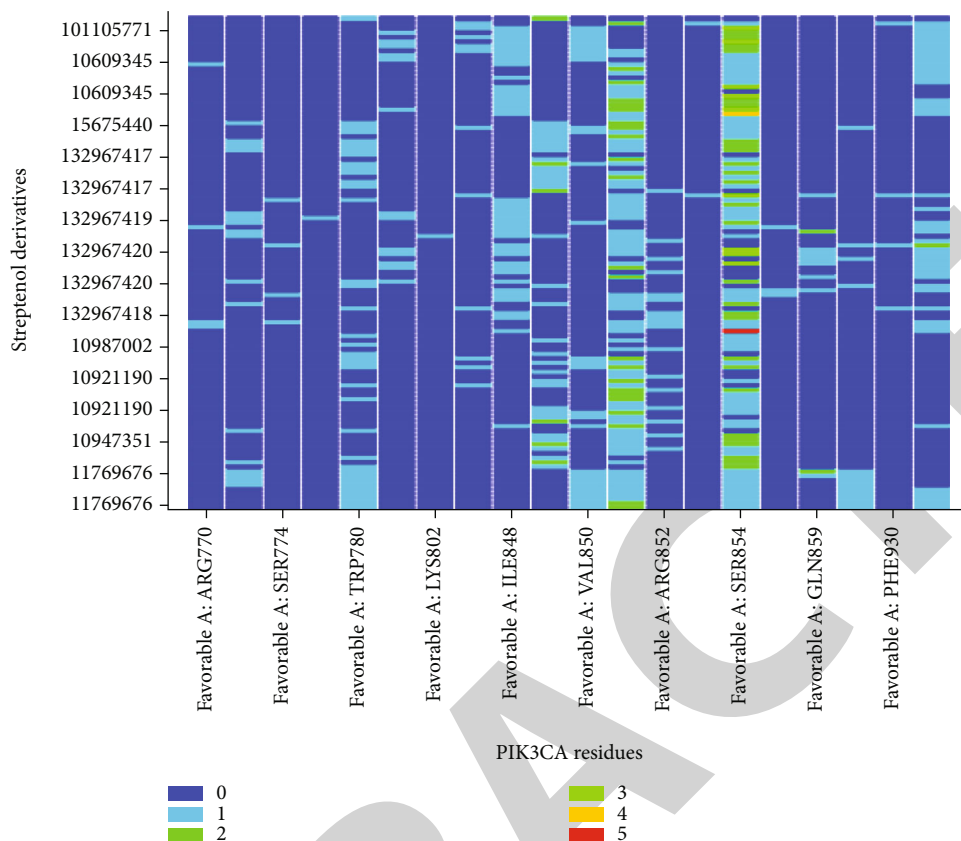 Streptenol derivatives
101105771
10609345
10609345
15675440
132967417
132967417
132967419
132967420
132967420
132967418
10987002
10921190
10921190
10947351
11769676
11769676
Favorable A: ARG770
Favorable A: SER774
Favorable A: TRP780
Favorable A: LYS802
Favorable A: ILE848
Favorable A: VAL850
Favorable A: ARG852
Favorable A: SER854
Favorable A: GLN859
Favorable A: PHE930
PIK3CA residues
0
1
2
3
4
5